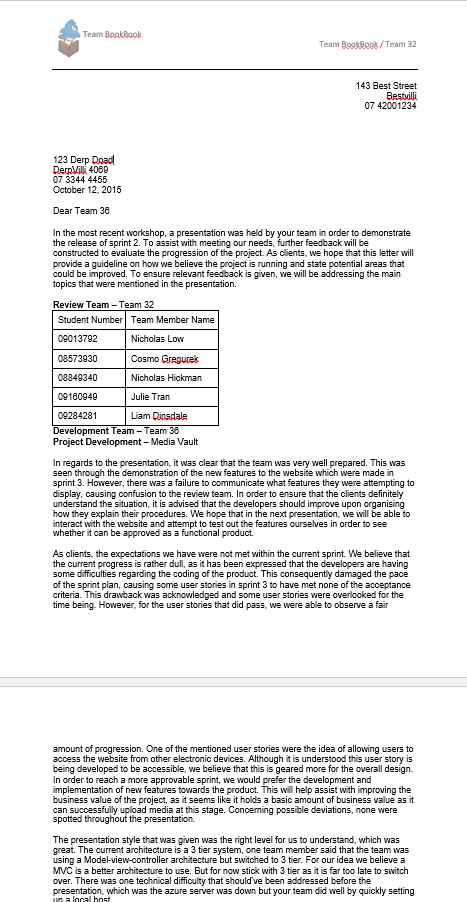 Team BookBook
Team BookBook / Team 32
143 Best Street
Bestvilli
07 42001234
123 Derp Doad
DerpVilli 4069
07 3344 4455
October 12, 2015
Dear Team 36
In the most recent workshop, a presentation was held by your team in order to demonstrate
the release of sprint 2. To assist with meeting our needs, further feedback will be
constructed to evaluate the progression of the project. As clients, we hope that this letter will
provide a guideline on how we believe the project is running and state potential areas that
could be improved. To ensure relevant feedback is given, we will be addressing the main
topics that were mentioned in the presentation.
Review Team – Team 32
Student Number Team Member Name
09013792 Nicholas Low
08573930 Cosmo Gregurek
08849340 Nicholas Hickman
09160949 Julie Tran
09284281 Liam Dinsdale
Development Team – Team 36
Project Development – Media Vault
In regards to the presentation, it was clear that the team was very well prepared. This was
seen through the demonstration of the new features to the website which were made in
sprint 3. However, there was a failure to communicate what features they were attempting to
display, causing confusion to the review team. In order to ensure that the clients definitely
understand the situation, it is advised that the developers should improve upon organising
how they explain their procedures. We hope that in the next presentation, we will be able to
interact with the website and attempt to test out the features ourselves in order to see
whether it can be approved as a functional product.
As clients, the expectations we have were not met within the current sprint. We believe that
the current progress is rather dull, as it has been expressed that the developers are having
some difficulties regarding the coding of the product. This consequently damaged the pace
of the sprint plan, causing some user stories in sprint 3 to have met none of the acceptance
criteria. This drawback was acknowledged and some user stories were overlooked for the
time being. However, for the user stories that did pass, we were able to observe a fair
amount of progression. One of the mentioned user stories were the idea of allowing users to
access the website from other electronic devices. Although it is understood this user story is
being developed to be accessible, we believe that this is geared more for the overall design.
In order to reach a more approvable sprint, we would prefer the development and
implementation of new features towards the product. This will help assist with improving the
business value of the project, as it seems like it holds a basic amount of business value as it
can successfully upload media at this stage. Concerning possible deviations, none were
spotted throughout the presentation.
The presentation style that was given was the right level for us to understand, which was
great. The current architecture is a 3 tier system, one team member said that the team was
using a Model-view-controller architecture but switched to 3 tier. For our idea we believe a
MVC is a better architecture to use. But for now stick with 3 tier as it is far too late to switch
over. There was one technical difficulty that should've been addressed before the
presentation, which was the azure server was down but your team did well by quickly setting
up a local host.